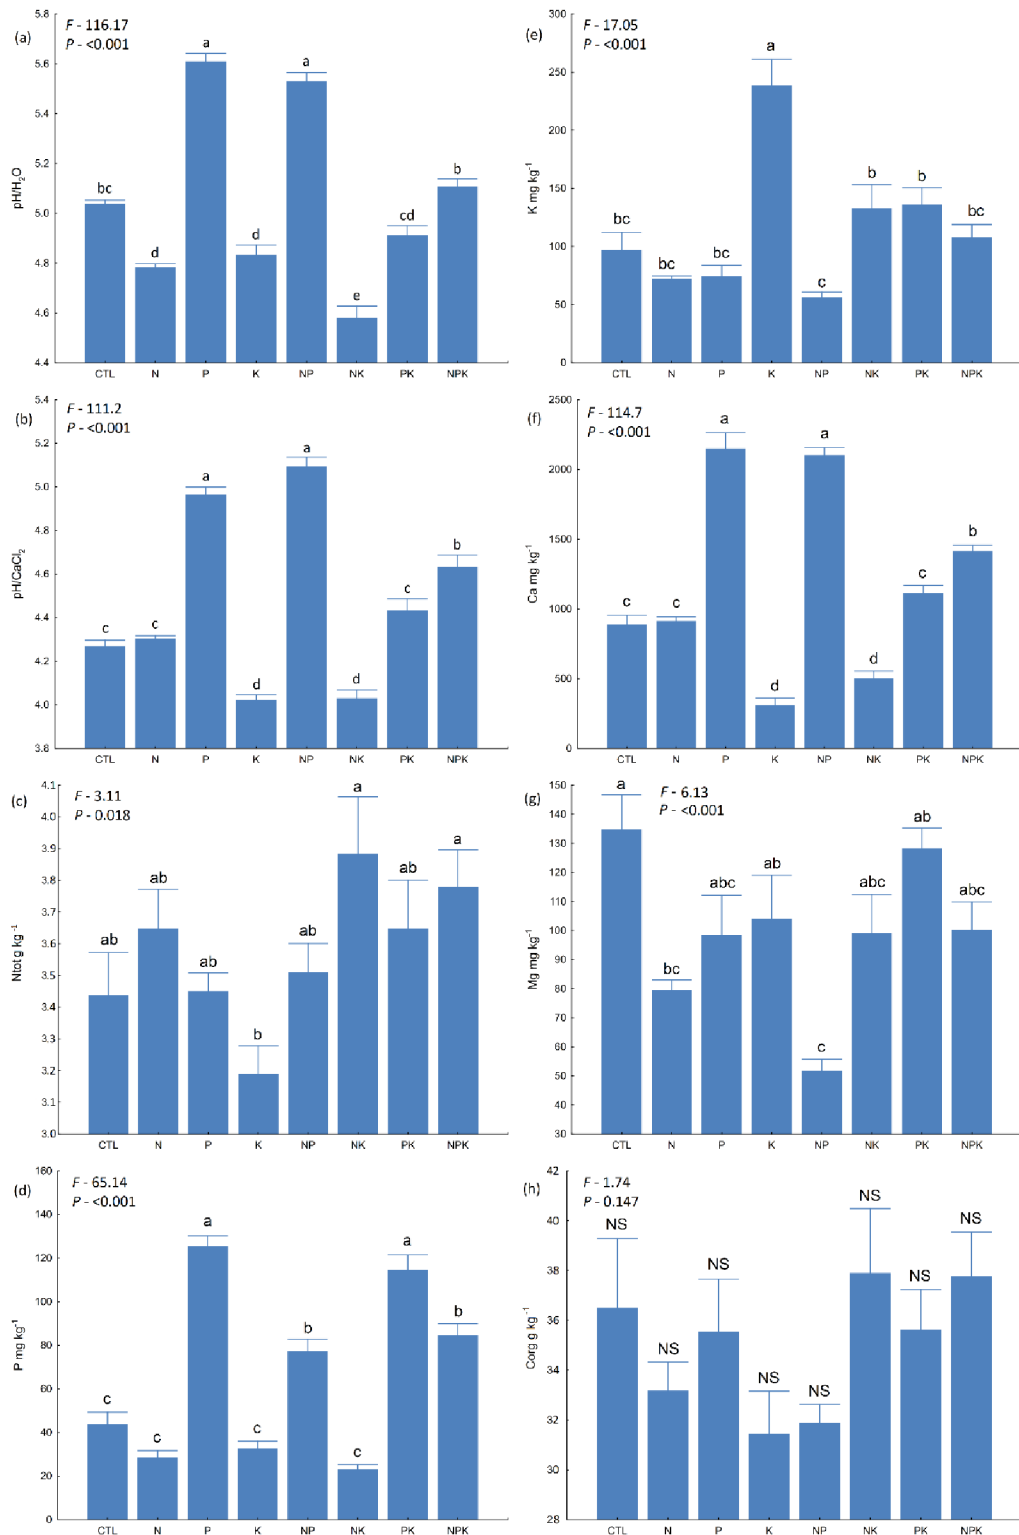 (a)
F - 116.17
P - <0.001
pH/H₂O
5.8
5.6
5.4
5.2
5.0
4.8
4.6
4.4
bc
d
a
d
a
e
cd
b
CTL N P K NP NK PK NPK
(b)
F - 111.2
P - <0.001
pH/CaCl₂
5.4
5.2
5.0
4.8
4.6
4.4
4.2
4.0
3.8
c
c
a
d
a
d
c
b
CTL N P K NP NK PK NPK
(c)
F - 3.11
P - 0.018
Ntot g kg⁻¹
4.1
4.0
3.9
3.8
3.7
3.6
3.5
3.4
3.3
3.2
3.1
3.0
ab
ab
ab
b
ab
a
ab
a
CTL N P K NP NK PK NPK
(d)
F - 65.14
P - <0.001
P mg kg⁻¹
160
140
120
100
80
60
40
20
0
c
c
a
c
b
c
a
b
CTL N P K NP NK PK NPK
(e)
F - 17.05
P - <0.001
K mg kg⁻¹
300
250
200
150
100
50
0
bc
bc
bc
a
c
b
b
bc
CTL N P K NP NK PK NPK
(f)
F - 114.7
P - <0.001
Ca mg kg⁻¹
2500
2000
1500
1000
500
0
c
c
a
d
a
d
c
b
CTL N P K NP NK PK NPK
(g)
F - 6.13
P - <0.001
Mg mg kg⁻¹
150
140
130
120
110
100
90
80
70
60
50
40
30
a
bc
abc
ab
c
abc
ab
abc
CTL N P K NP NK PK NPK
(h)
F - 1.74
P - 0.147
Corg g kg⁻¹
42
40
38
36
34
32
30
28
NS
NS
NS
NS
NS
NS
NS
NS
CTL N P K NP NK PK NPK